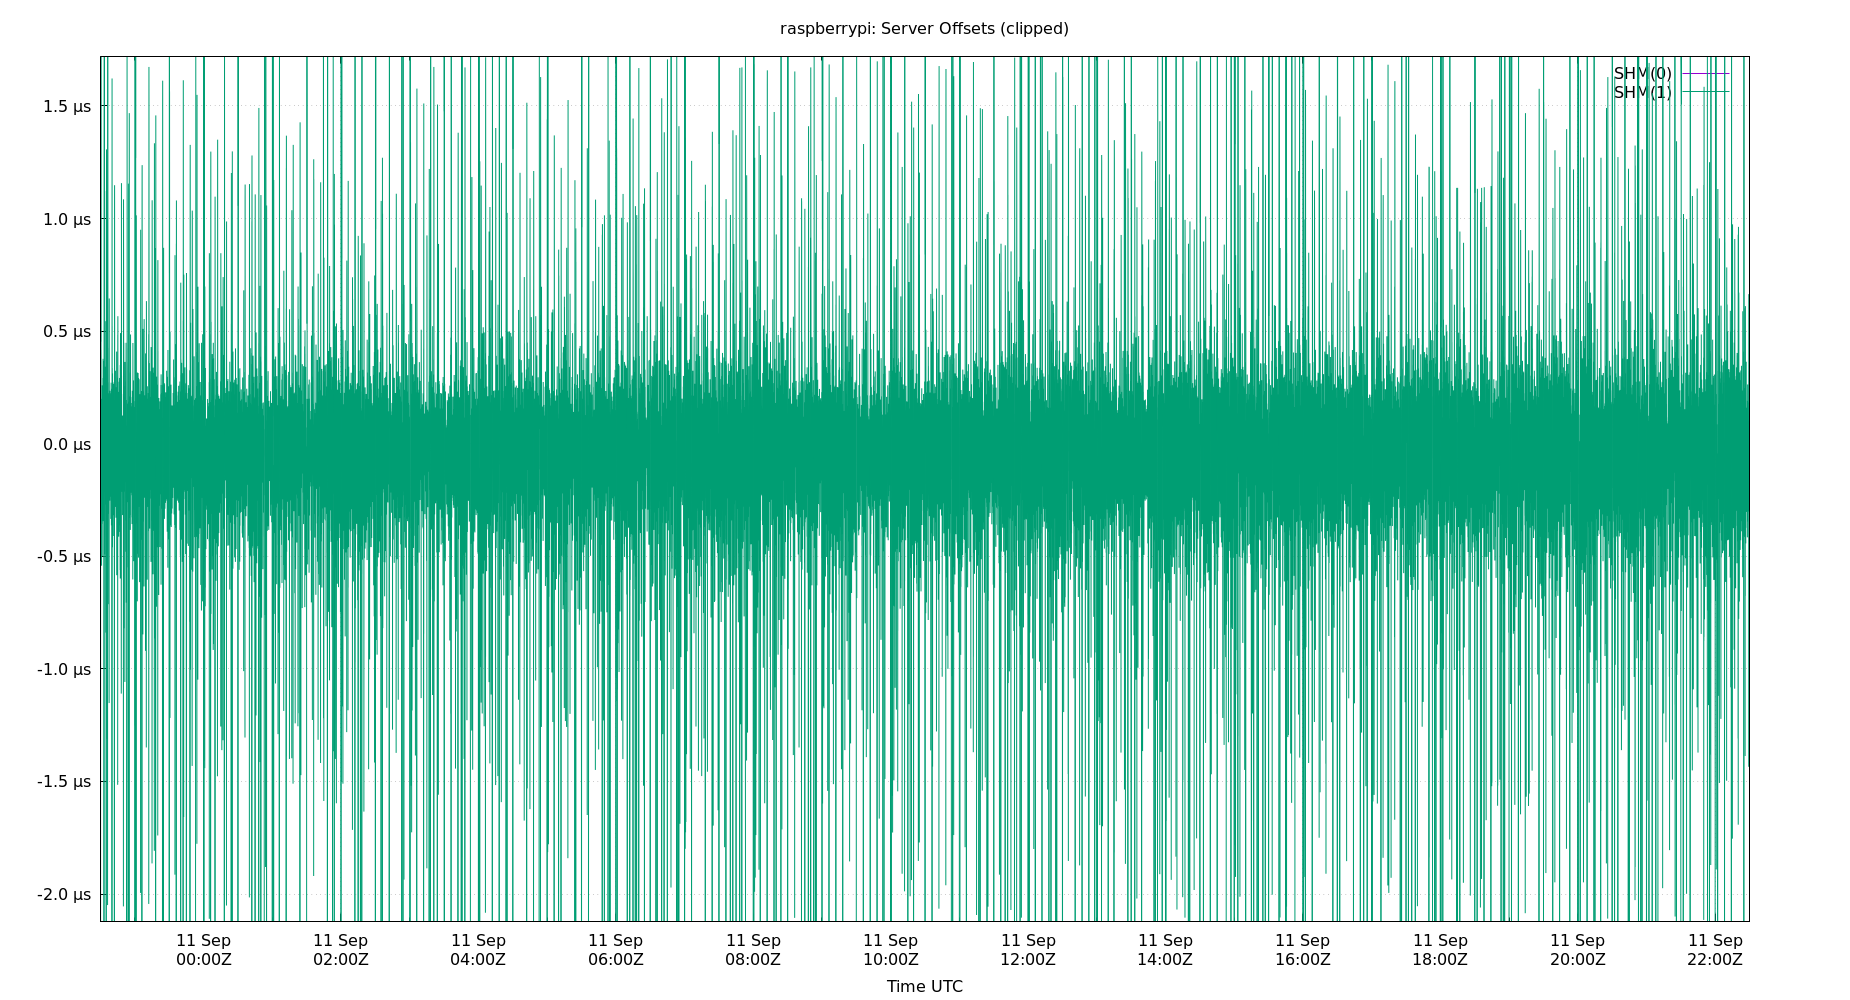 raspberrypi: Server Offsets (clipped)
SHM(0)
SHM(1)
1.5 µs
1.0 µs
0.5 µs
0.0 µs
-0.5 µs
-1.0 µs
-1.5 µs
-2.0 µs
11 Sep 11 Sep 11 Sep 11 Sep 11 Sep 11 Sep 11 Sep 11 Sep 11 Sep 11 Sep 11 Sep 11 Sep
00:00Z 02:00Z 04:00Z 06:00Z 08:00Z 10:00Z 12:00Z 14:00Z 16:00Z 18:00Z 20:00Z 22:00Z
Time UTC